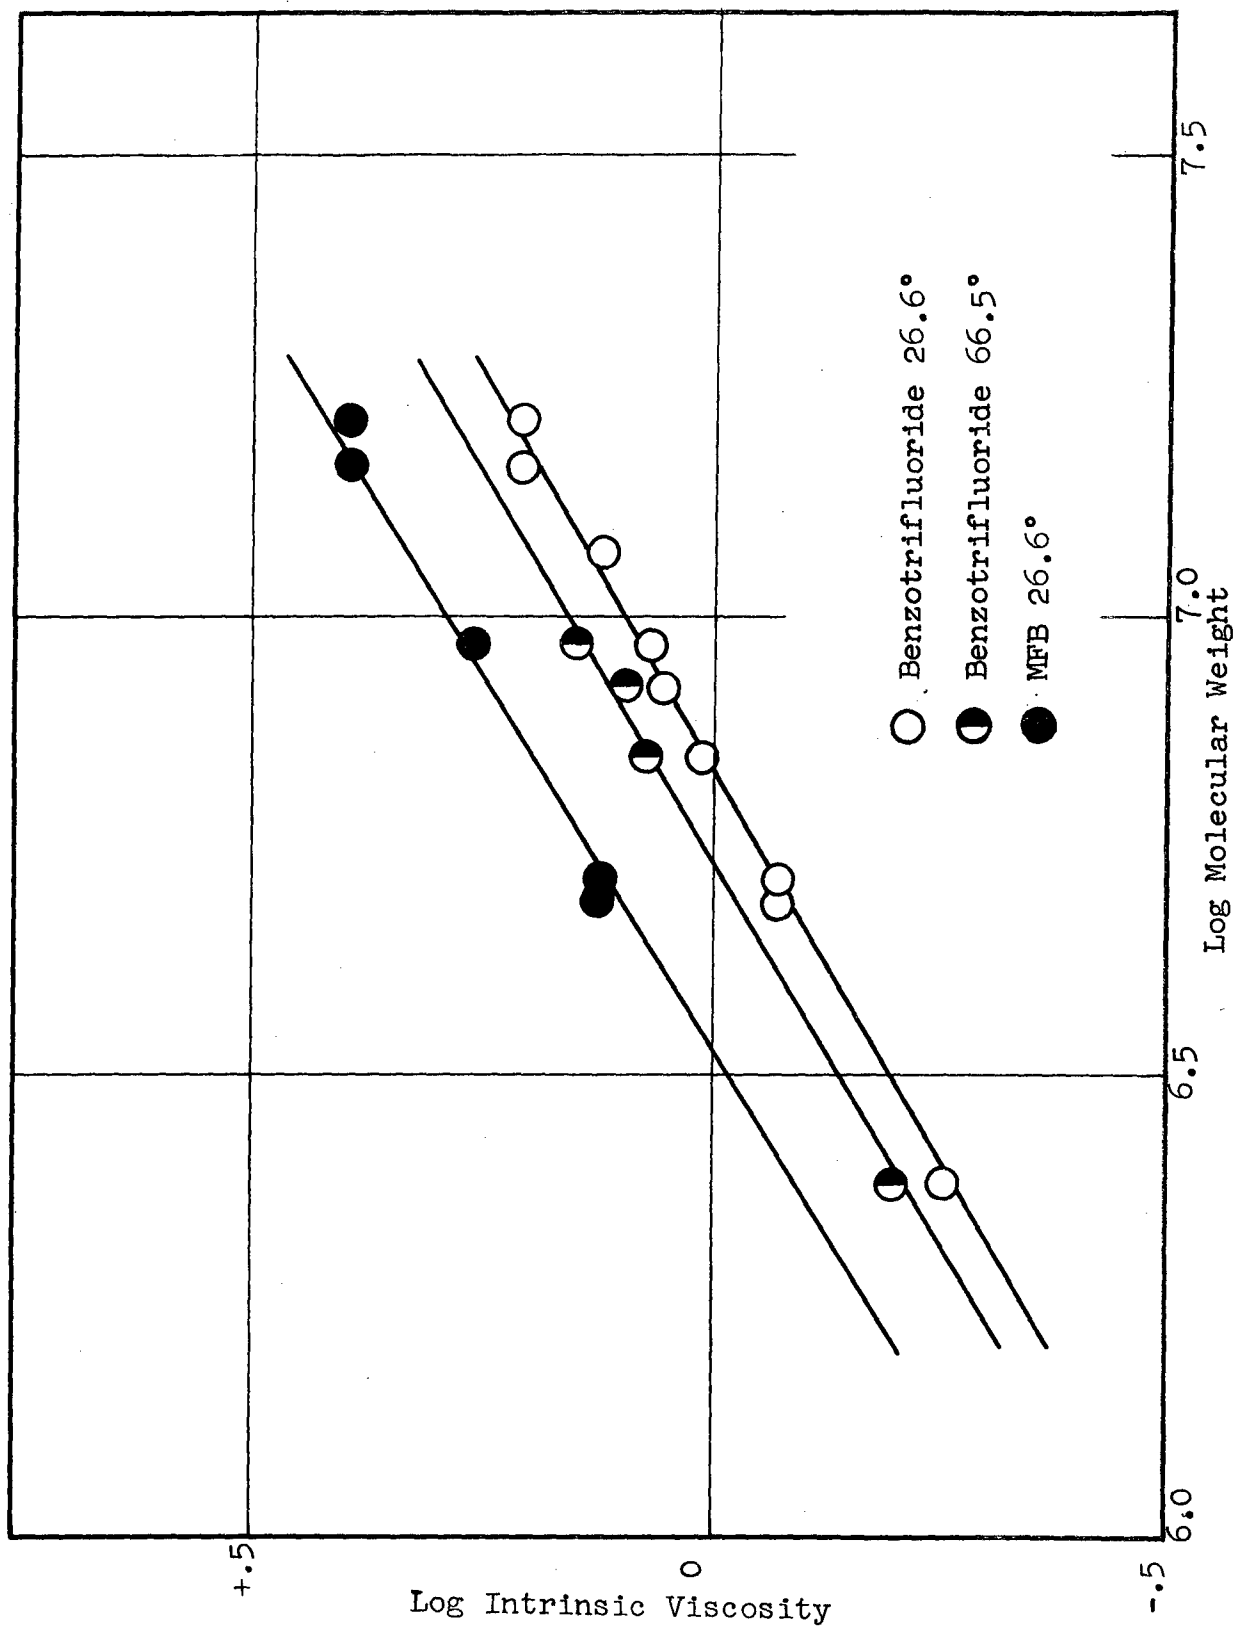 +.5
0
-.5
Log Intrinsic Viscosity
6.0
6.5
7.0
7.5
Log Molecular Weight
Benzotrifluoride 26.6°
Benzotrifluoride 66.5°
MFB 26.6°